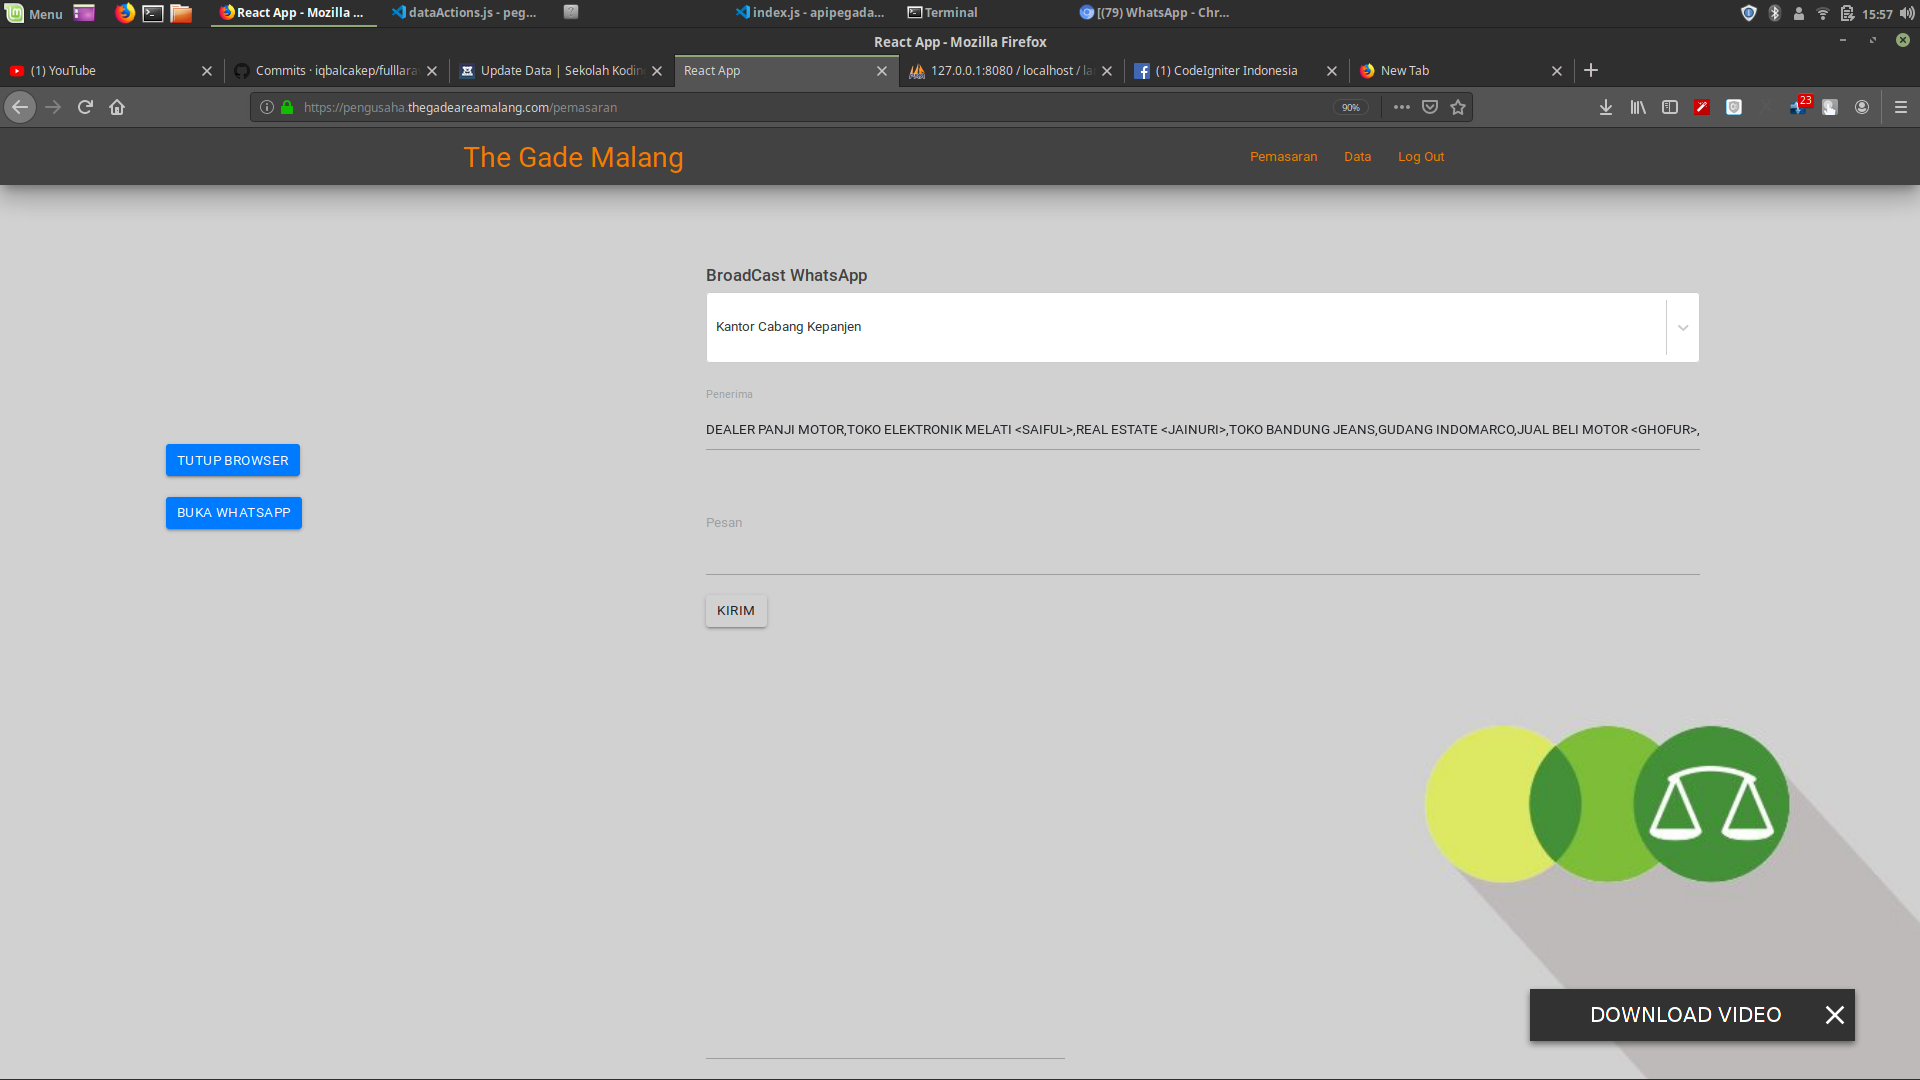 Menu
React App - Mozilla ...
dataActions.js - peg...
index.js - apipegada...
Terminal
[(79) WhatsApp - Chr...
15:57
React App - Mozilla Firefox
(1) YouTube
Commits · iqbalcakep/fulllara
Update Data | Sekolah Koding
React App
127.0.0.1:8080 / localhost / la
(1) CodeIgniter Indonesia
New Tab
https://pengusaha.thegadeareamalang.com/pemasaran
90%
23
The Gade Malang
Pemasaran
Data
Log Out
BroadCast WhatsApp
Kantor Cabang Kepanjen
Penerima
DEALER PANJI MOTOR,TOKO ELEKTRONIK MELATI <SAIFUL>,REAL ESTATE <JAINURI>,TOKO BANDUNG JEANS,GUDANG INDOMARCO,JUAL BELI MOTOR <GHOFUR>,
TUTUP BROWSER
BUKA WHATSAPP
Pesan
KIRIM
DOWNLOAD VIDEO